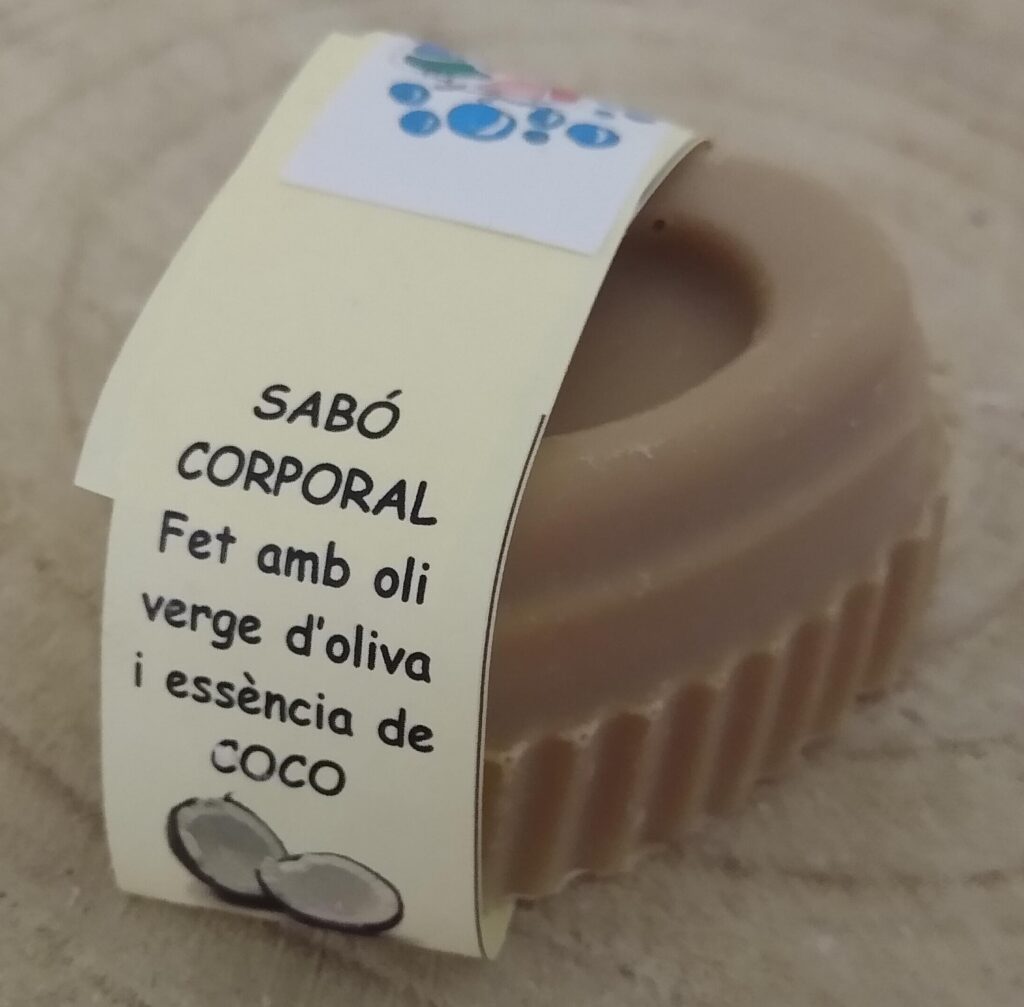 SABÓ
CORPORAL
Fet amb oli
verge d'oliva
i essència de
COCO